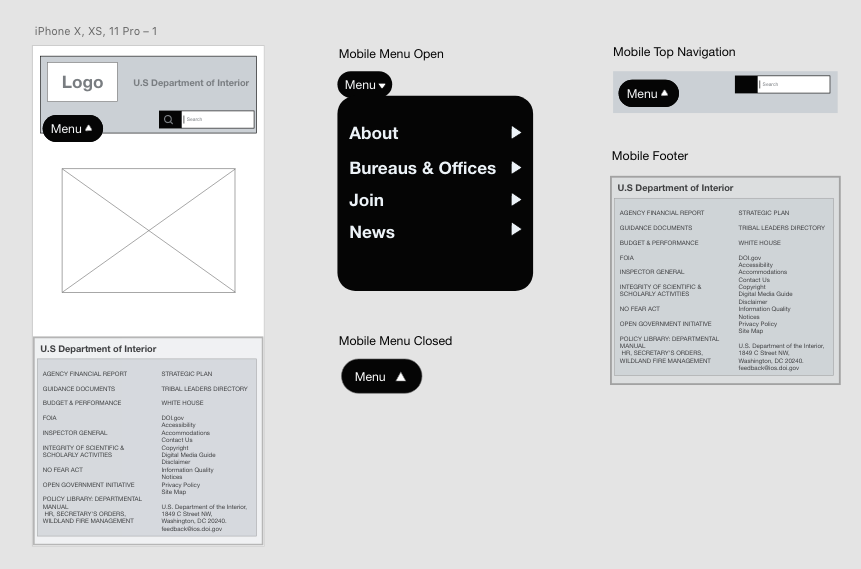 iPhone X, XS, 11 Pro – 1
Logo
U.S Department of Interior
Menu
Search
U.S Department of Interior
AGENCY FINANCIAL REPORT
GUIDANCE DOCUMENTS
BUDGET & PERFORMANCE
FOIA
INSPECTOR GENERAL
INTEGRITY OF SCIENTIFIC &
SCHOLARLY ACTIVITIES
NO FEAR ACT
OPEN GOVERNMENT INITIATIVE
POLICY LIBRARY: DEPARTMENTAL
MANUAL
HR, SECRETARY'S ORDERS,
WILDLAND FIRE MANAGEMENT
STRATEGIC PLAN
TRIBAL LEADERS DIRECTORY
WHITE HOUSE
DOI.gov
Accessibility
Accommodations
Contact Us
Copyright
Digital Media Guide
Disclaimer
Information Quality
Notices
Privacy Policy
Site Map
U.S. Department of the Interior,
1849 C Street NW,
Washington, DC 20240.
feedback@ios.doi.gov
Mobile Menu Open
Menu
About
Bureaus & Offices
Join
News
Mobile Menu Closed
Menu
Mobile Top Navigation
Menu
Search
Mobile Footer
U.S Department of Interior
AGENCY FINANCIAL REPORT
GUIDANCE DOCUMENTS
BUDGET & PERFORMANCE
FOIA
INSPECTOR GENERAL
INTEGRITY OF SCIENTIFIC &
SCHOLARLY ACTIVITIES
NO FEAR ACT
OPEN GOVERNMENT INITIATIVE
POLICY LIBRARY: DEPARTMENTAL
MANUAL
HR, SECRETARY'S ORDERS,
WILDLAND FIRE MANAGEMENT
STRATEGIC PLAN
TRIBAL LEADERS DIRECTORY
WHITE HOUSE
DOI.gov
Accessibility
Accommodations
Contact Us
Copyright
Digital Media Guide
Disclaimer
Information Quality
Notices
Privacy Policy
Site Map
U.S. Department of the Interior,
1849 C Street NW,
Washington, DC 20240.
feedback@ios.doi.gov